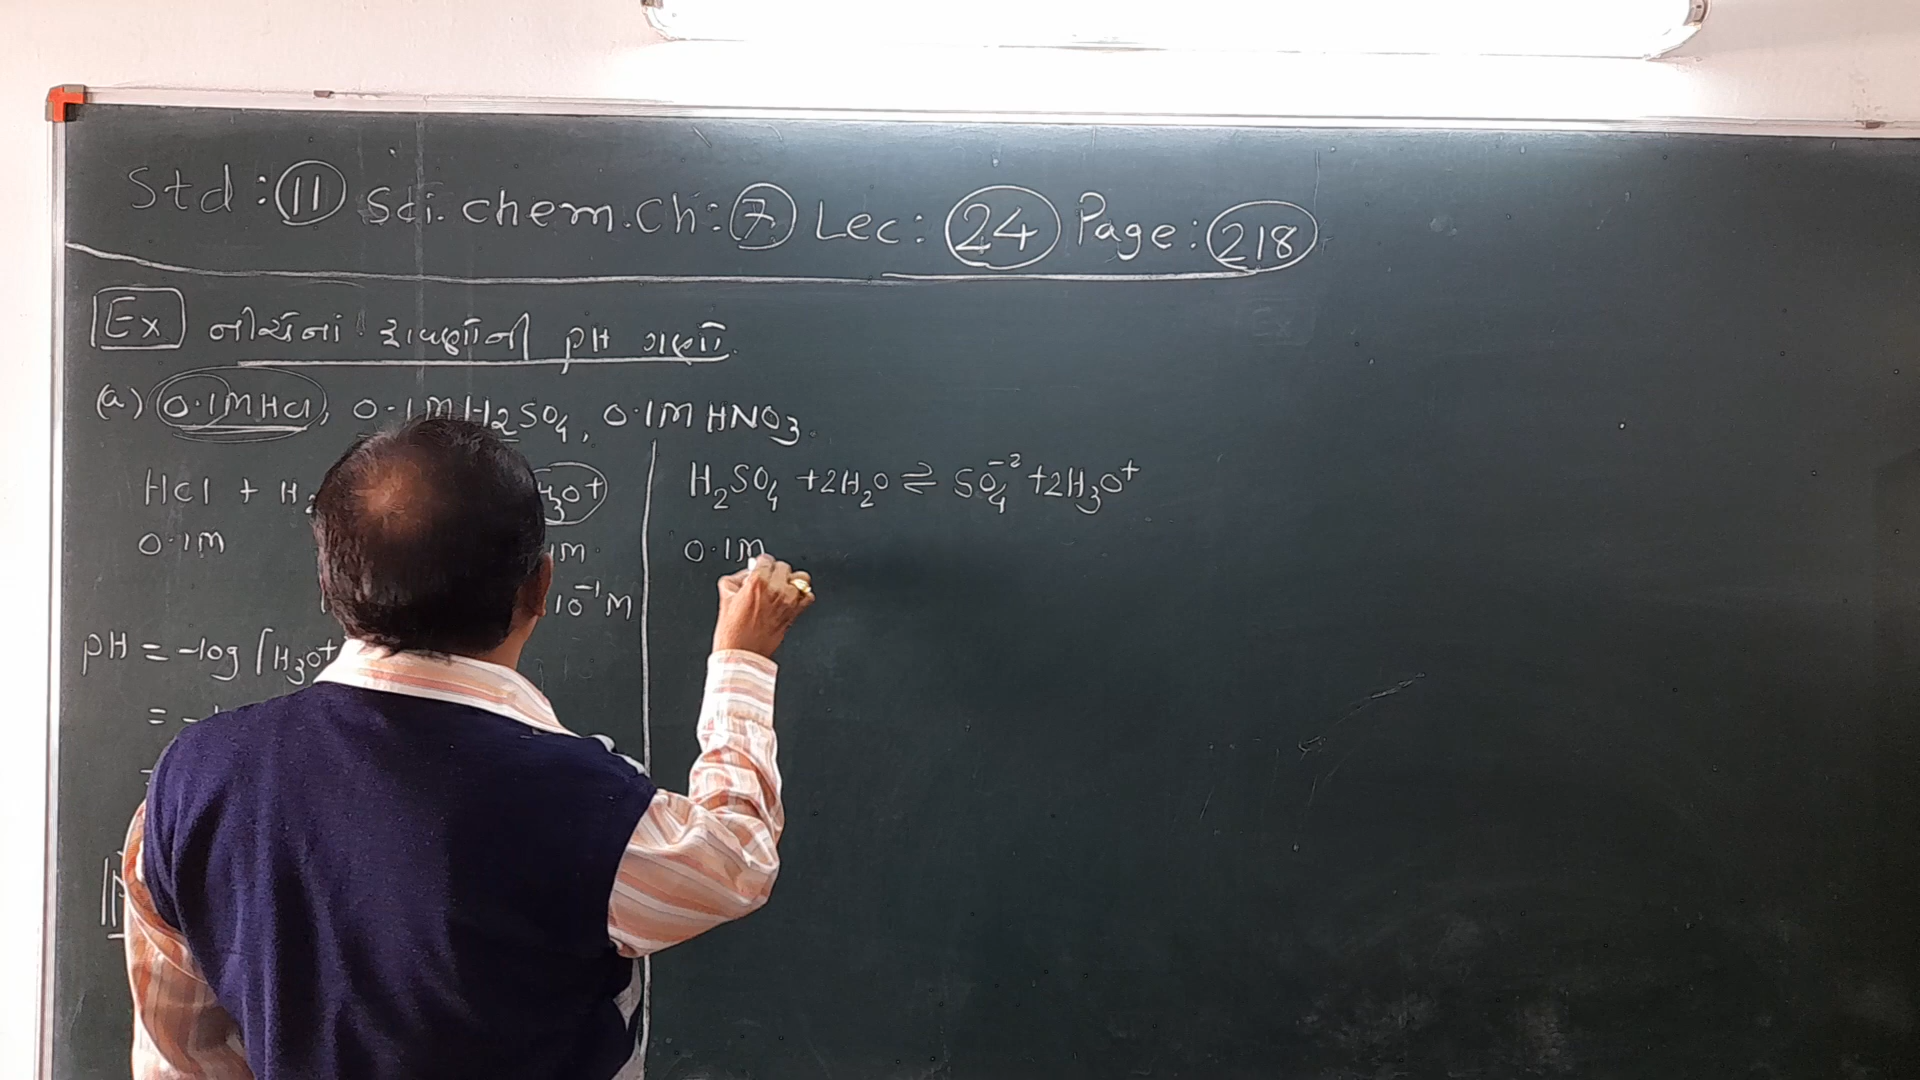 Std : 11 Sci. chem. Ch : 7 Lec : 24 Page : 218
Ex નીચેનાં દ્રાવણોની pH ગણો.
(a) 0.1M HCl, 0.1M H₂SO₄, 0.1M HNO₃.
HCl + H₂ H₃O⁺
0.1M 1M.
10⁻¹ M
pH = -log [H₃O⁺
= -
H₂SO₄ + 2H₂O ⇌ SO₄⁻² + 2H₃O⁺
0.1M